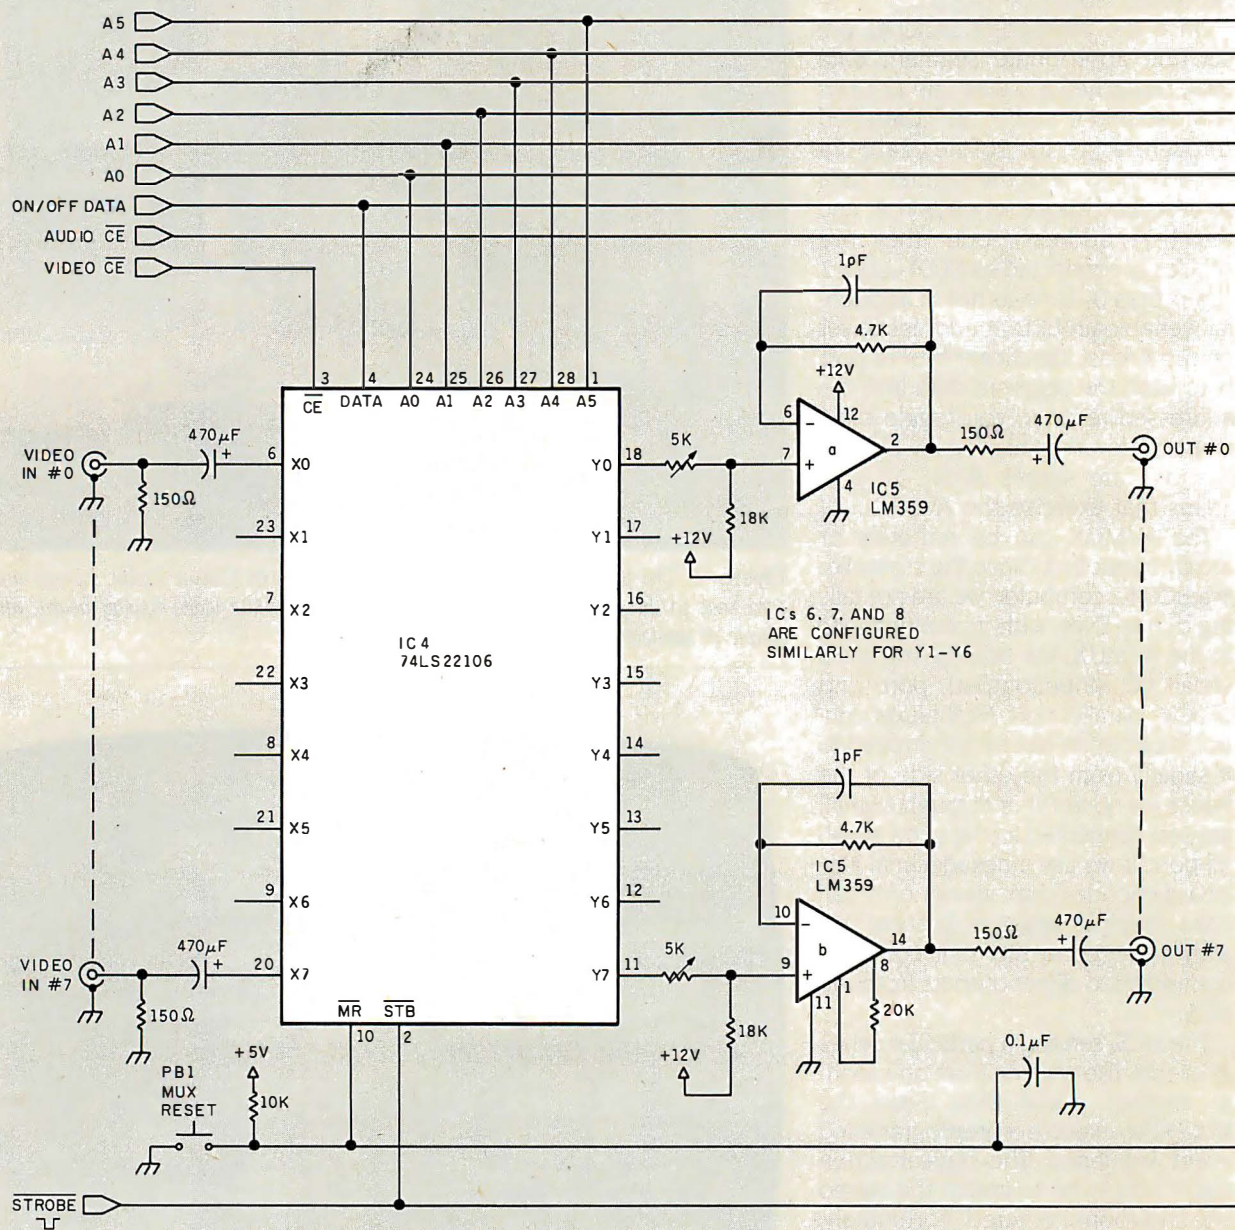 A5
A4
A3
A2
A1
A0
ON/OFF DATA
AUDIO CE
VIDEO CE
3 4 24 25 26 27 28 1
CE DATA A0 A1 A2 A3 A4 A5
1pF
4.7K
+12V
6 − 12
5K
7 + a 2
150Ω
470µF
+
OUT #0
4
IC5
LM359
18K
+12V
VIDEO
IN #0
470µF
+
150Ω
6 X0 Y0 18
23 X1 Y1 17
7 X2 Y2 16
IC4
74LS22106
22 X3 Y3 15
8 X4 Y4 14
21 X5 Y5 13
9 X6 Y6 12
20 X7 Y7 11
ICs 6, 7, AND 8
ARE CONFIGURED
SIMILARLY FOR Y1-Y6
1pF
4.7K
IC5
LM359
10 − 14
5K
9 + b 8
150Ω
470µF
+
OUT #7
11 1
20K
18K
+12V
VIDEO
IN #7
470µF
+
150Ω
MR STB
10 2
+5V
10K
PB1
MUX
RESET
0.1µF
STROBE